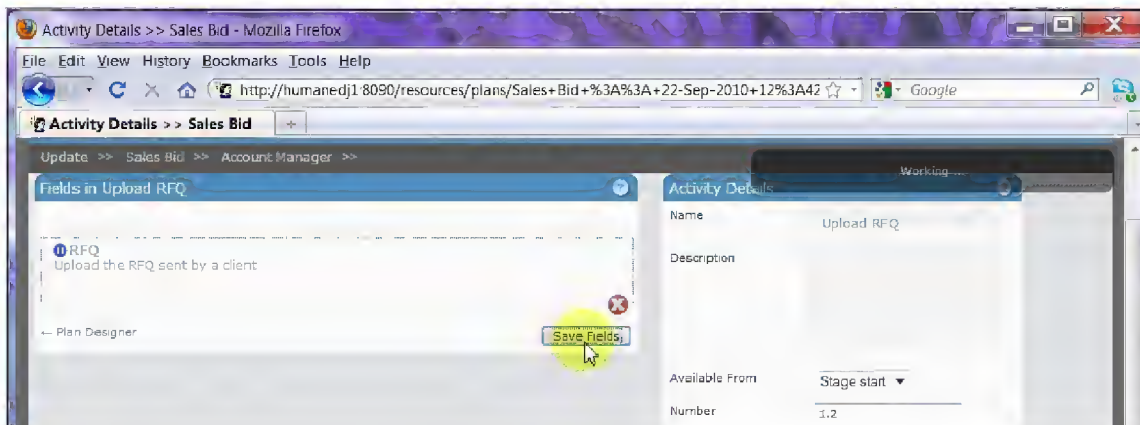 Activity Details >> Sales Bid - Mozilla Firefox
File Edit View History Bookmarks Tools Help
http://humanedj1:8090/resources/plans/Sales+Bid+%3A%3A+22-Sep-2010+12%3A42
Google
Activity Details >> Sales Bid
Update >> Sales Bid >> Account Manager >>
Working ...
Fields in Upload RFQ
Activity Details
Name
Upload RFQ
RFQ
Upload the RFQ sent by a client
Description
← Plan Designer
Save Fields
Available From
Stage start
Number
1.2